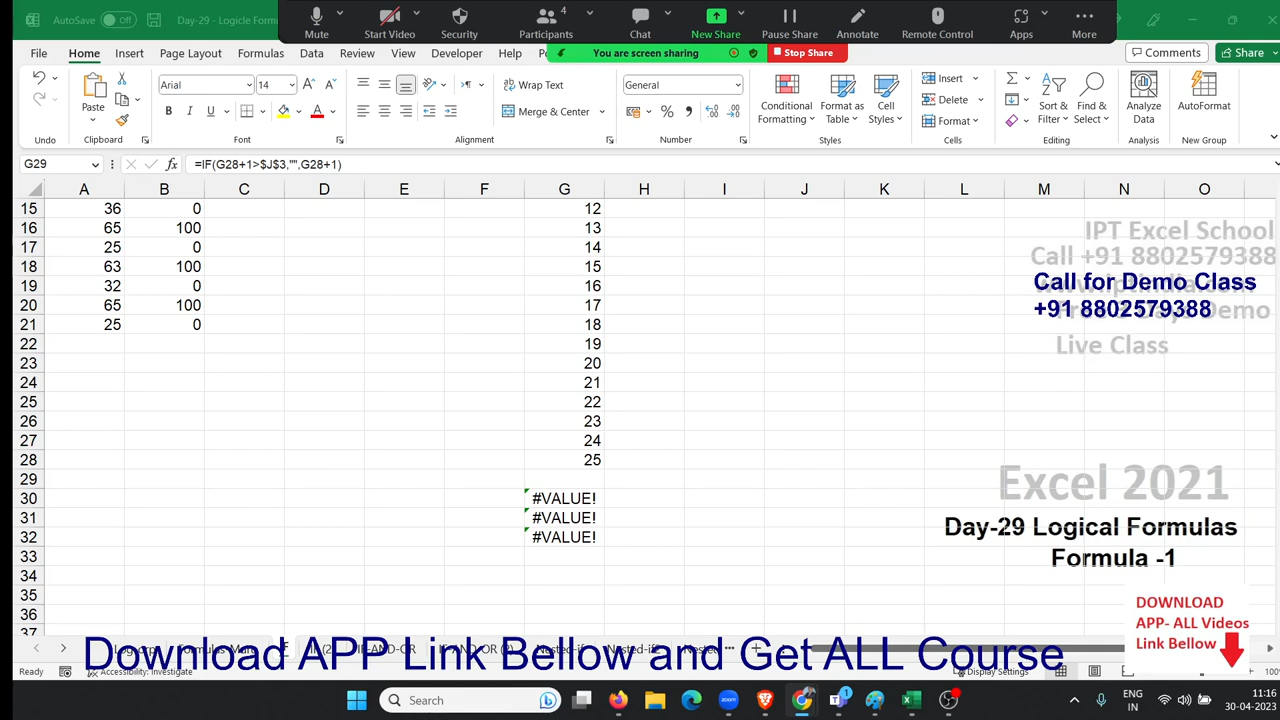 AutoSave Off Day-29 - Logicle Formu
Mute Start Video Security Participants 4 Chat New Share Pause Share Annotate Remote Control Apps More
You are screen sharing Stop Share
File Home Insert Page Layout Formulas Data Review View Developer Help Comments Share
Undo
Paste
Clipboard
Arial 14
B I U
Font
Wrap Text
Merge & Center
Alignment
General
Number
Conditional Formatting
Format as Table
Cell Styles
Styles
Insert
Delete
Format
Cells
Sort & Filter
Find & Select
Editing
Analyze Data
Analysis
AutoFormat
New Group
G29 fx =IF(G28+1>$J$3,"",G28+1)
A B C D E F G H I J K L M N O
15 36 0 12
16 65 100 13
17 25 0 14
18 63 100 15
19 32 0 16
20 65 100 17
21 25 0 18
22 19
23 20
24 21
25 22
26 23
27 24
28 25
29
30 #VALUE!
31 #VALUE!
32 #VALUE!
33
34
35
36
37
IPT Excel School
Call +91 8802579388
Call for Demo Class
+91 8802579388
Live Class
Excel 2021
Day-29 Logical Formulas
Formula -1
DOWNLOAD
APP- ALL Videos
Link Bellow
Download APP Link Bellow and Get ALL Course
Ready Accessibility: Investigate Display Settings
Search
ENG
IN
11:16
30-04-2023